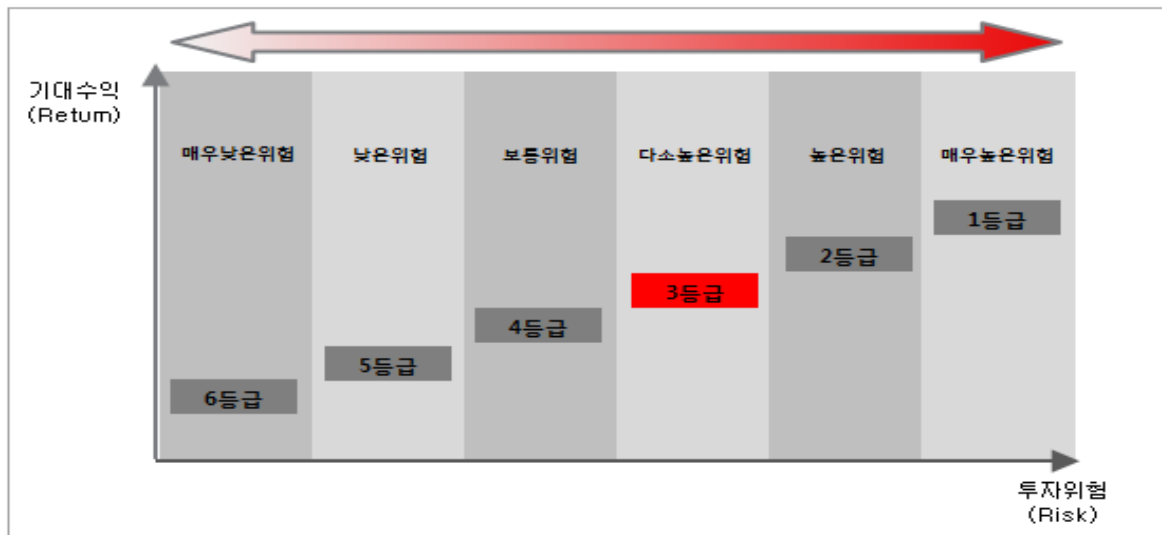 기대수익
(Return)
매우낮은위험 낮은위험 보통위험 다소높은위험 높은위험 매우높은위험
1등급
2등급
3등급
4등급
5등급
6등급
투자위험
(Risk)